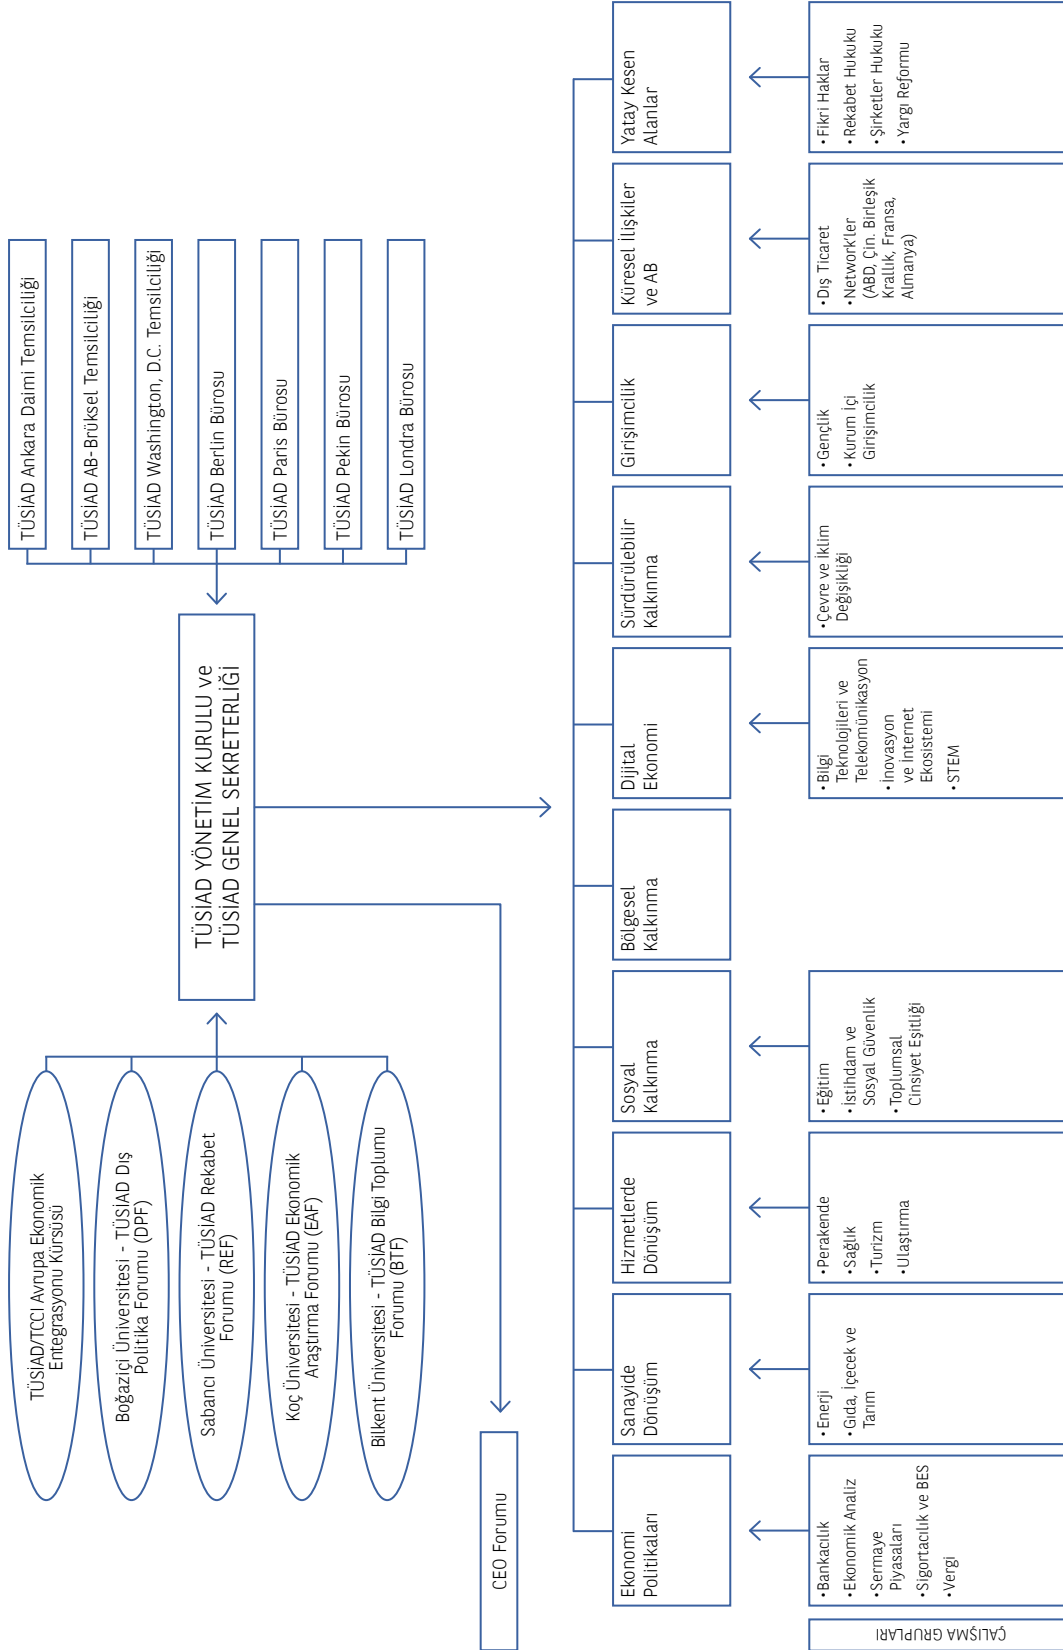 TÜSİAD/TCCI Avrupa Ekonomik
Entegrasyonu Kürsüsü
Boğaziçi Üniversitesi - TÜSİAD Dış
Politika Forumu (DPF)
Sabancı Üniversitesi - TÜSİAD Rekabet
Forumu (REF)
Koç Üniversitesi - TÜSİAD Ekonomik
Araştırma Forumu (EAF)
Bilkent Üniversitesi - TÜSİAD Bilgi Toplumu
Forumu (BTF)
TÜSİAD YÖNETİM KURULU ve
TÜSİAD GENEL SEKRETERLİĞİ
TÜSİAD Ankara Daimi Temsilciliği
TÜSİAD AB-Brüksel Temsilciliği
TÜSİAD Washington, D.C. Temsilciliği
TÜSİAD Berlin Bürosu
TÜSİAD Paris Bürosu
TÜSİAD Pekin Bürosu
TÜSİAD Londra Bürosu
CEO Forumu
Ekonomi
Politikaları
Sanayide
Dönüşüm
Hizmetlerde
Dönüşüm
Sosyal
Kalkınma
Bölgesel
Kalkınma
Dijital
Ekonomi
Sürdürülebilir
Kalkınma
Girişimcilik
Küresel İlişkiler
ve AB
Yatay Kesen
Alanlar
ÇALIŞMA GRUPLARI
•Bankacılık
•Ekonomik Analiz
•Sermaye
Piyasaları
•Sigortacılık ve BES
•Vergi
•Enerji
•Gıda, İçecek ve
Tarım
•Perakende
•Sağlık
•Turizm
•Ulaştırma
•Eğitim
•İstihdam ve
Sosyal Güvenlik
•Toplumsal
Cinsiyet Eşitliği
•Bilgi
Teknolojileri ve
Telekomünikasyon
•İnovasyon
ve İnternet
Ekosistemi
•STEM
•Çevre ve İklim
Değişikliği
•Gençlik
•Kurum İçi
Girişimcilik
•Dış Ticaret
•Network'ler
(ABD, Çin. Birleşik
Krallık, Fransa,
Almanya)
•Fikri Haklar
•Rekabet Hukuku
•Şirketler Hukuku
•Yargı Reformu